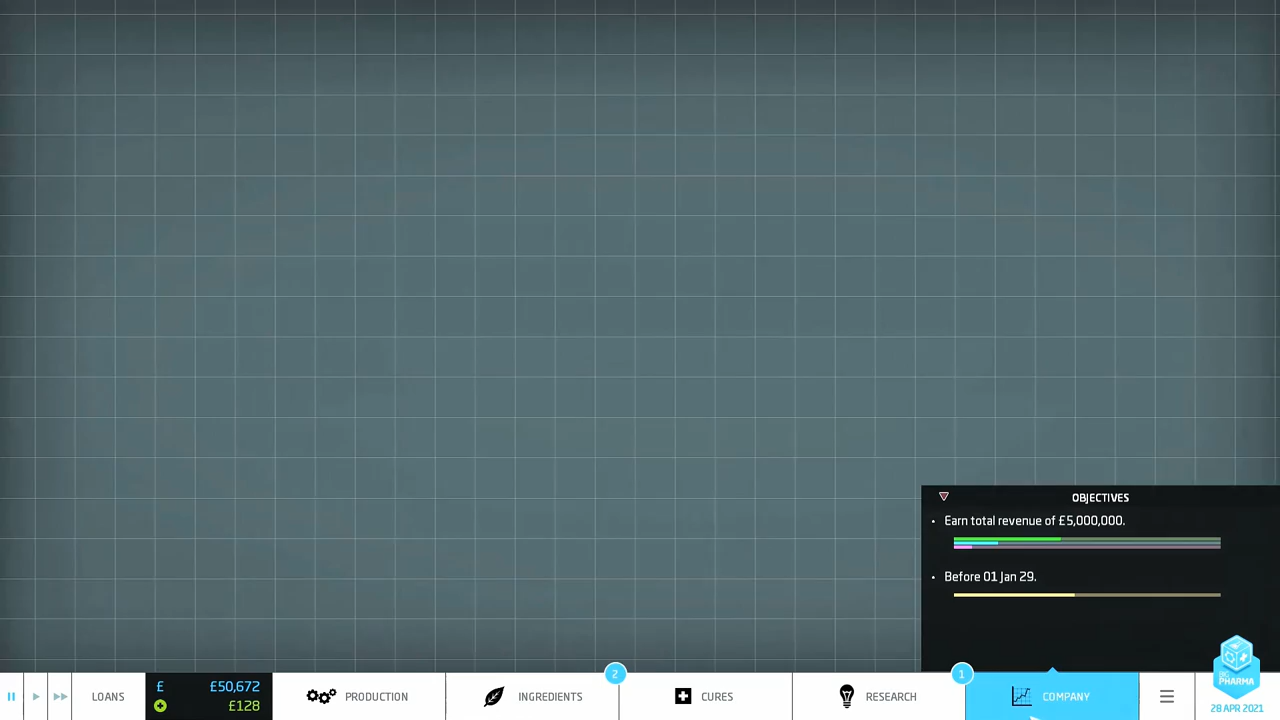 OBJECTIVES
• Earn total revenue of £5,000,000.
• Before 01 Jan 29.
2
1
LOANS
£ £50,672
£128
PRODUCTION
INGREDIENTS
CURES
RESEARCH
COMPANY
BIG
PHARMA
28 APR 2021